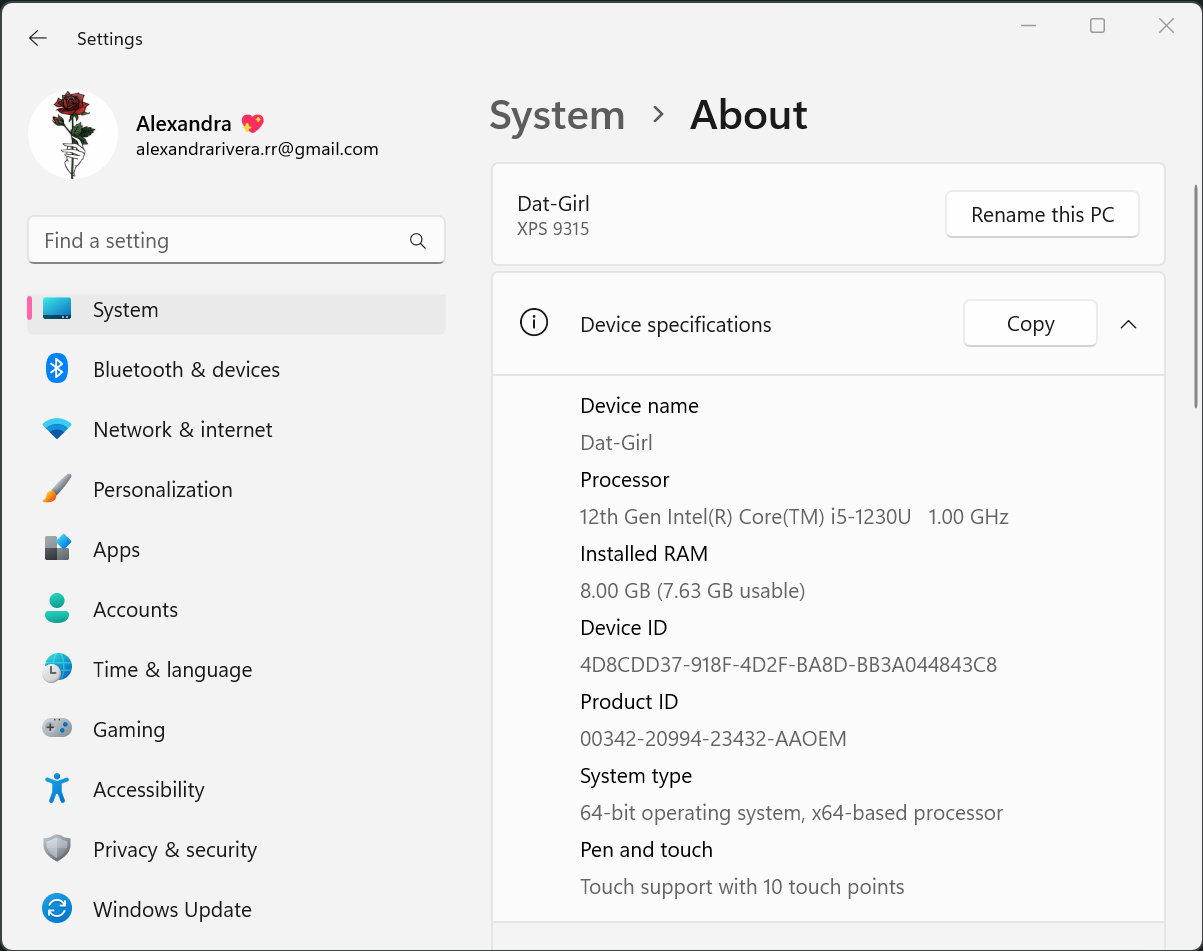 Settings
Alexandra 💖
alexandrarivera.rr@gmail.com
Find a setting
System
Bluetooth & devices
Network & internet
Personalization
Apps
Accounts
Time & language
Gaming
Accessibility
Privacy & security
Windows Update
System > About
Dat-Girl
XPS 9315
Rename this PC
Device specifications
Copy
Device name
Dat-Girl
Processor
12th Gen Intel(R) Core(TM) i5-1230U 1.00 GHz
Installed RAM
8.00 GB (7.63 GB usable)
Device ID
4D8CDD37-918F-4D2F-BA8D-BB3A044843C8
Product ID
00342-20994-23432-AAOEM
System type
64-bit operating system, x64-based processor
Pen and touch
Touch support with 10 touch points